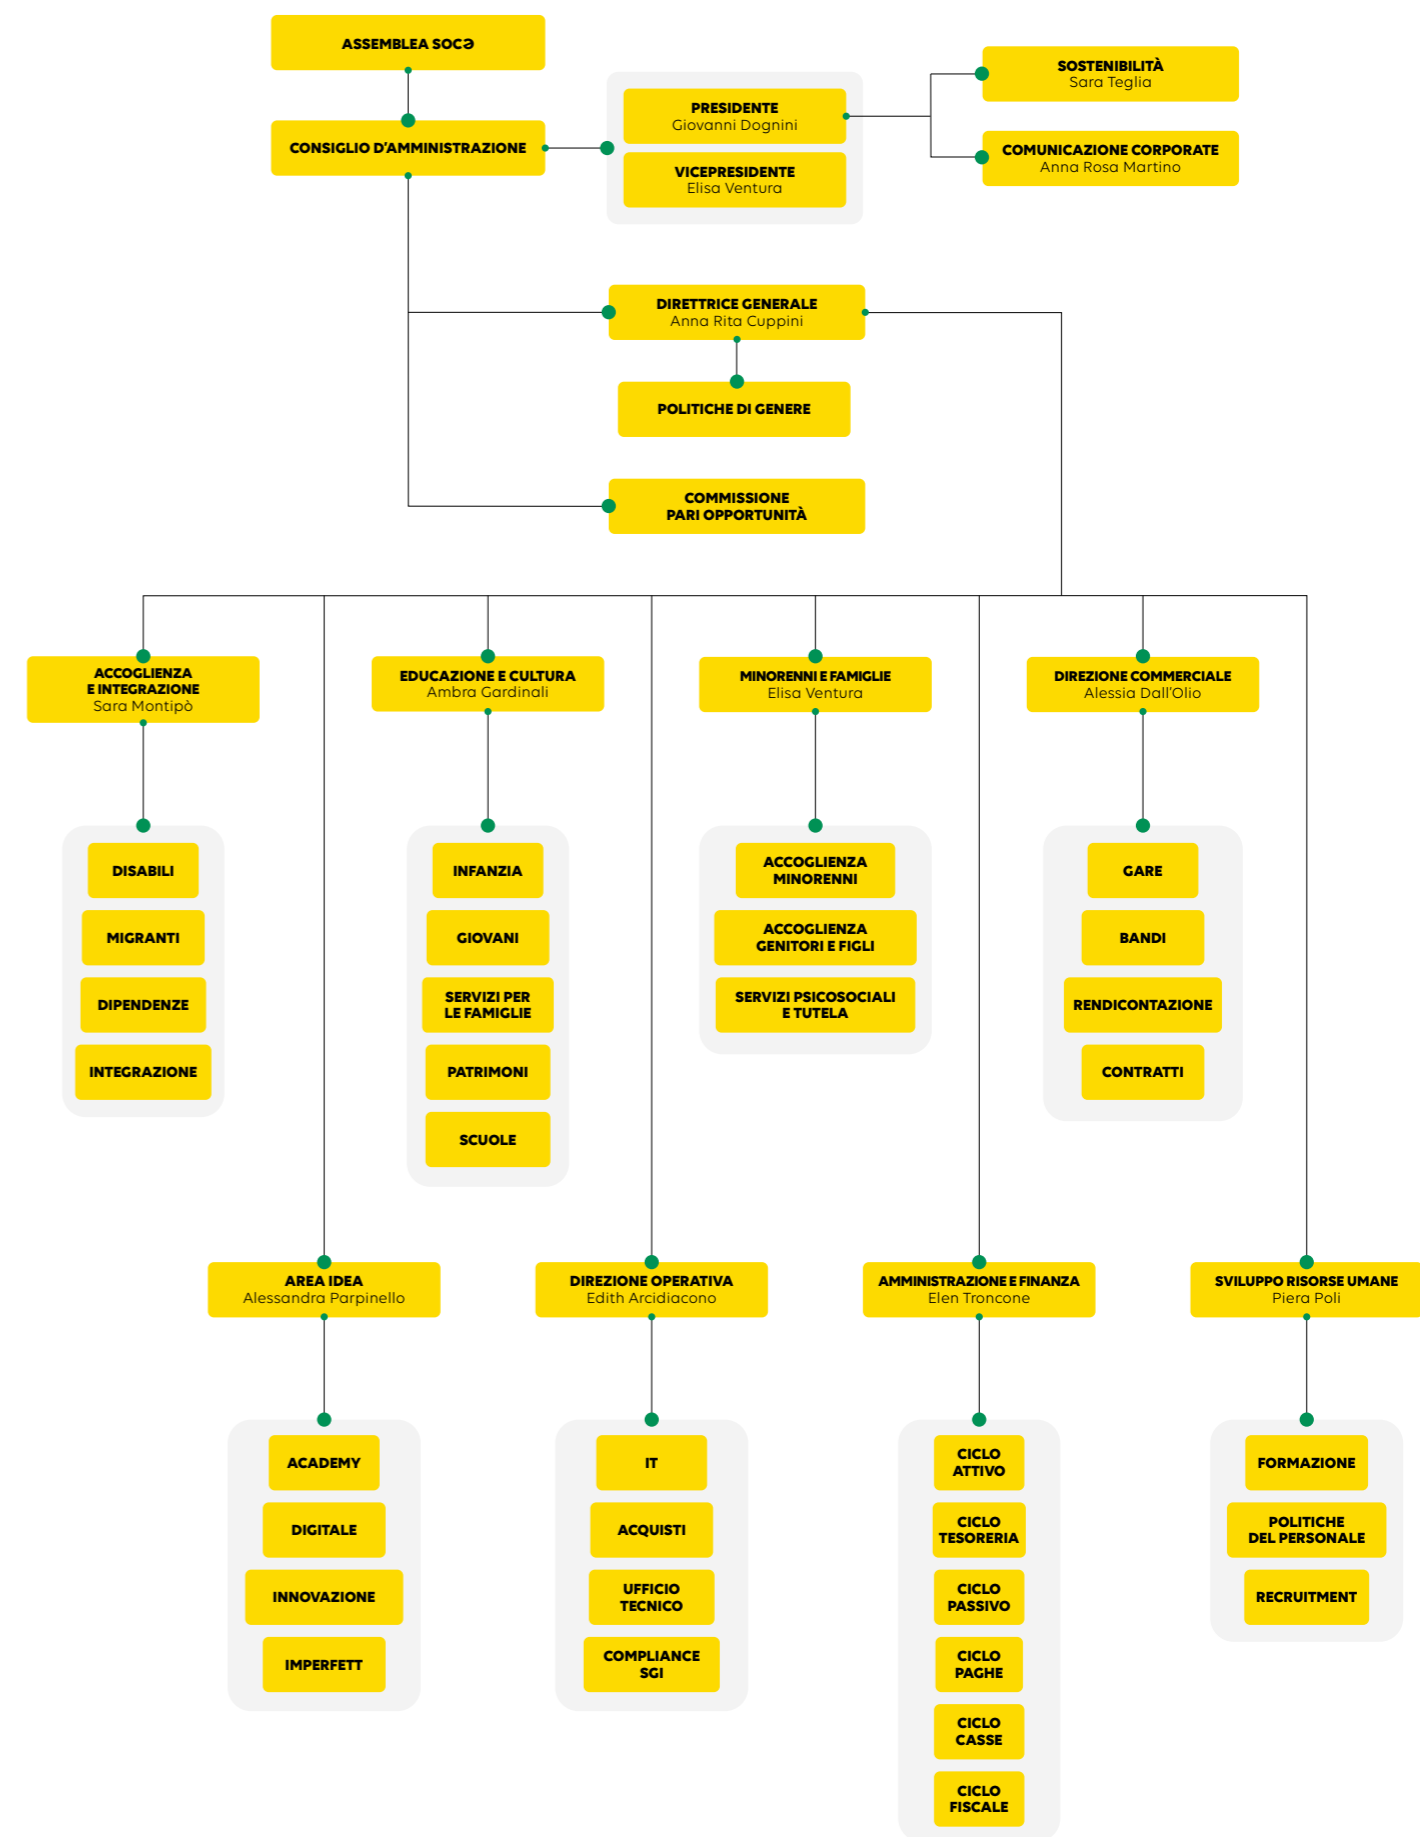 ASSEMBLEA SOCƏ
CONSIGLIO D'AMMINISTRAZIONE
PRESIDENTE
Giovanni Dognini
VICEPRESIDENTE
Elisa Ventura
SOSTENIBILITÀ
Sara Teglia
COMUNICAZIONE CORPORATE
Anna Rosa Martino
DIRETTRICE GENERALE
Anna Rita Cuppini
POLITICHE DI GENERE
COMMISSIONE
PARI OPPORTUNITÀ
ACCOGLIENZA
E INTEGRAZIONE
Sara Montipò
DISABILI
MIGRANTI
DIPENDENZE
INTEGRAZIONE
EDUCAZIONE E CULTURA
Ambra Gardinali
INFANZIA
GIOVANI
SERVIZI PER
LE FAMIGLIE
PATRIMONI
SCUOLE
MINORENNI E FAMIGLIE
Elisa Ventura
ACCOGLIENZA
MINORENNI
ACCOGLIENZA
GENITORI E FIGLI
SERVIZI PSICOSOCIALI
E TUTELA
DIREZIONE COMMERCIALE
Alessia Dall'Olio
GARE
BANDI
RENDICONTAZIONE
CONTRATTI
AREA IDEA
Alessandra Parpinello
ACADEMY
DIGITALE
INNOVAZIONE
IMPERFETT
DIREZIONE OPERATIVA
Edith Arcidiacono
IT
ACQUISTI
UFFICIO
TECNICO
COMPLIANCE
SGI
AMMINISTRAZIONE E FINANZA
Elen Troncone
CICLO
ATTIVO
CICLO
TESORERIA
CICLO
PASSIVO
CICLO
PAGHE
CICLO
CASSE
CICLO
FISCALE
SVILUPPO RISORSE UMANE
Piera Poli
FORMAZIONE
POLITICHE
DEL PERSONALE
RECRUITMENT